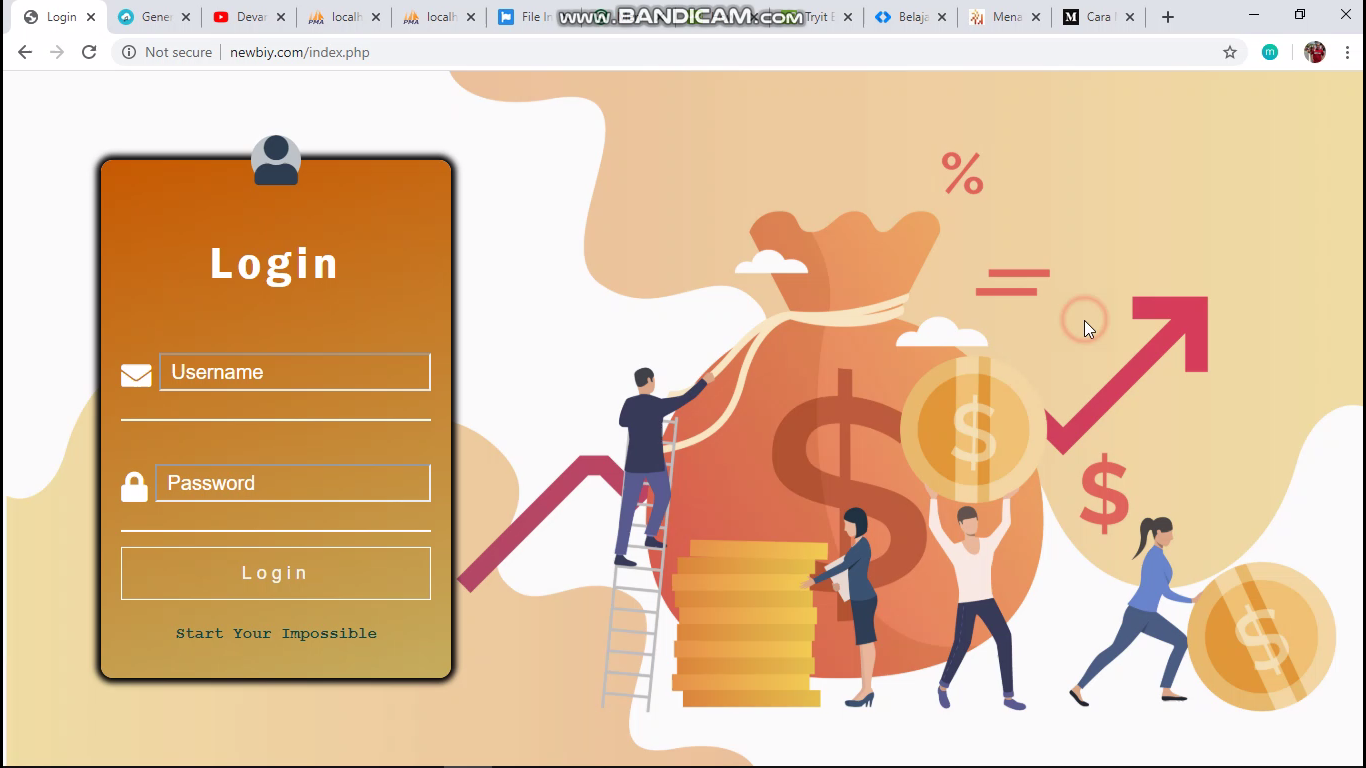 Login
Gener
Devar
localh
localh
File In
www.BANDICAM.com
Tryit E
Belaja
Mena
Cara
Not secure
newbiy.com/index.php
m
Login
Username
Password
Login
Start Your Impossible
%
$
$
$
$